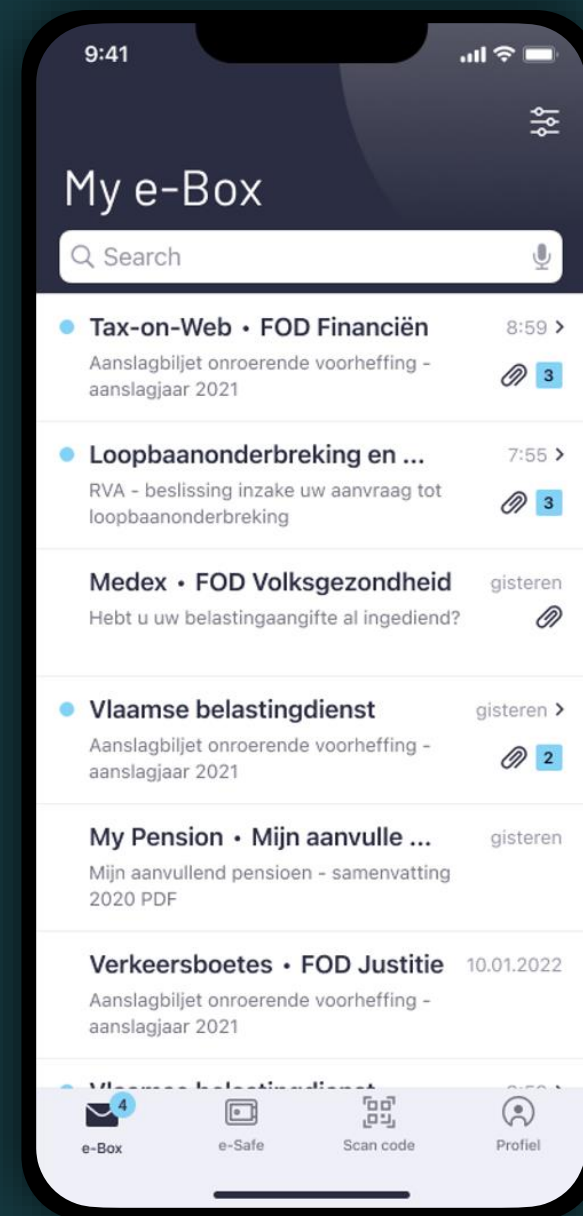 9:41
My e-Box
Search
Tax-on-Web • FOD Financiën 8:59 >
Aanslagbiljet onroerende voorheffing -
aanslagjaar 2021
3
Loopbaanonderbreking en ... 7:55 >
RVA - beslissing inzake uw aanvraag tot
loopbaanonderbreking
3
Medex • FOD Volksgezondheid gisteren
Hebt u uw belastingaangifte al ingediend?
Vlaamse belastingdienst gisteren >
Aanslagbiljet onroerende voorheffing -
aanslagjaar 2021
2
My Pension • Mijn aanvulle ... gisteren
Mijn aanvullend pensioen - samenvatting
2020 PDF
Verkeersboetes • FOD Justitie 10.01.2022
Aanslagbiljet onroerende voorheffing -
aanslagjaar 2021
Vlaamse belastingdienst
4
e-Box e-Safe Scan code Profiel